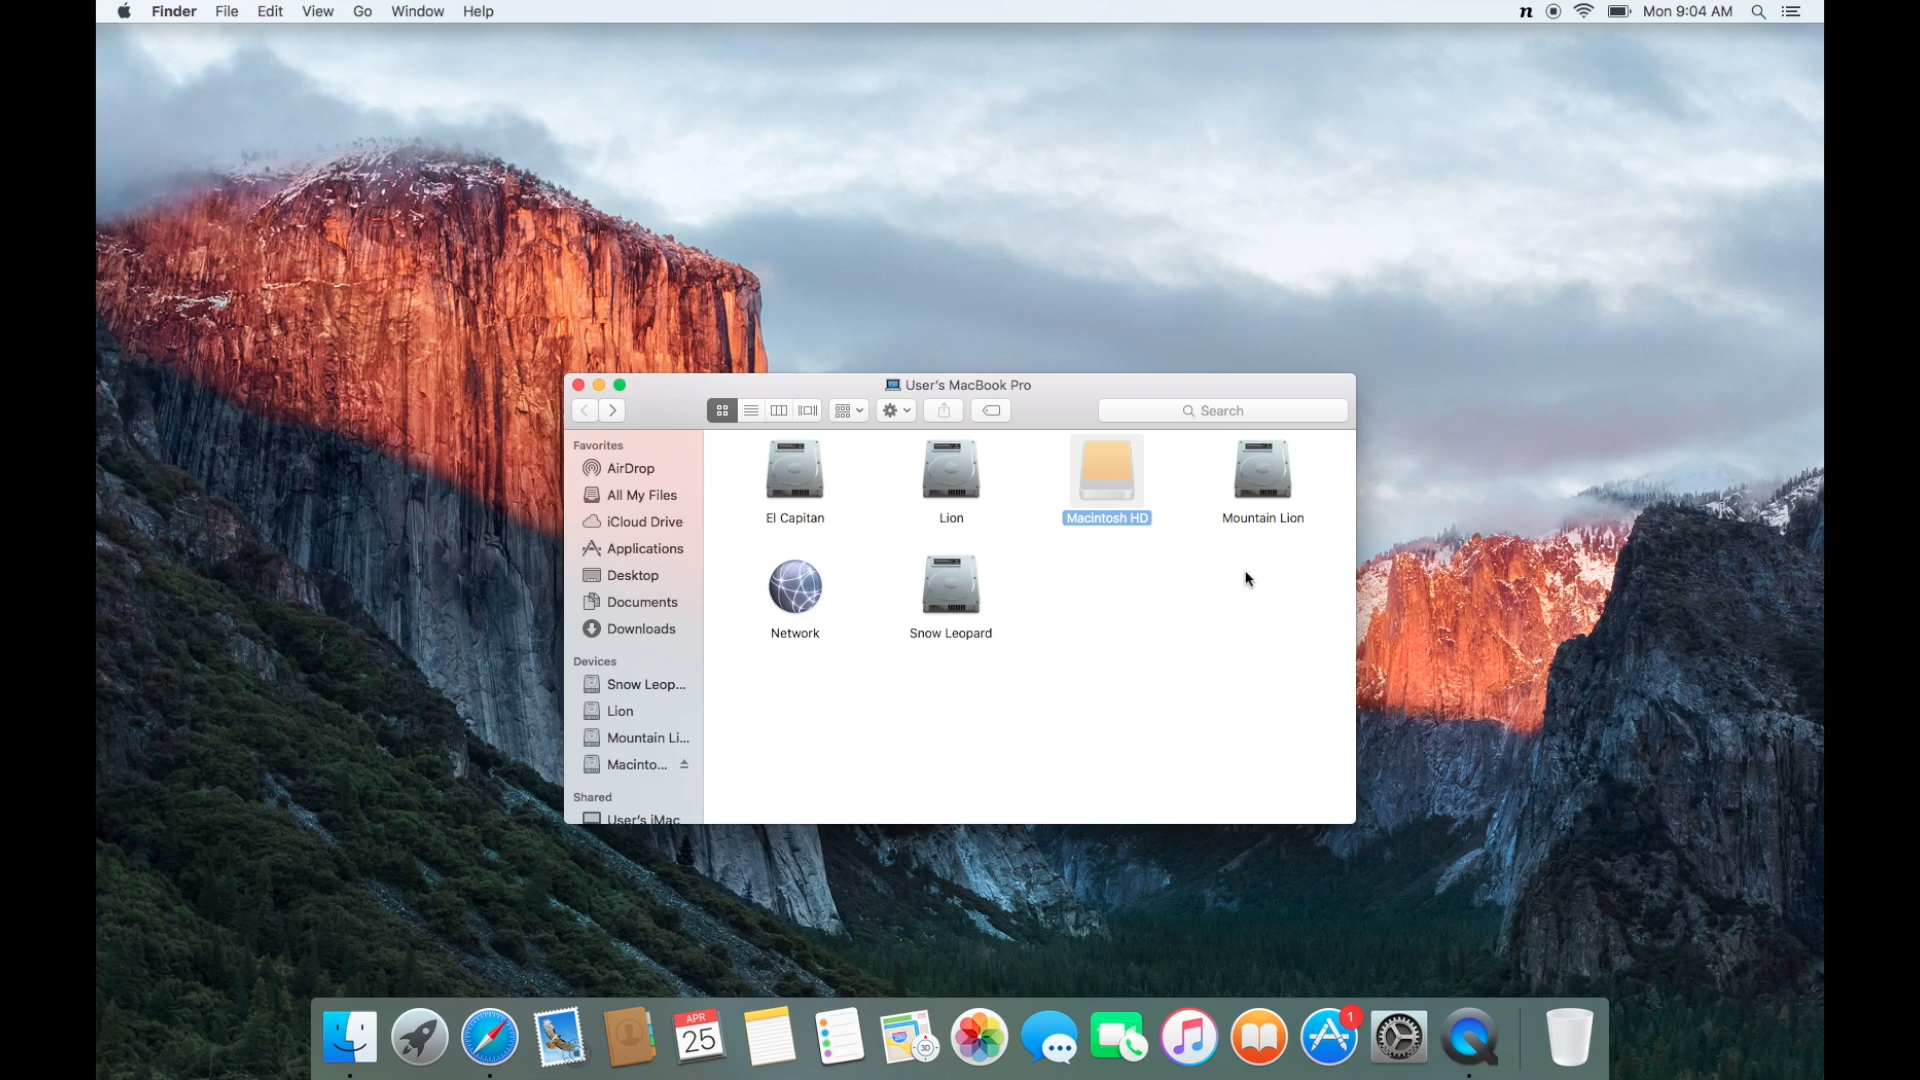 Finder File Edit View Go Window Help
n Mon 9:04 AM
User's MacBook Pro
Search
Favorites
AirDrop
All My Files
iCloud Drive
Applications
Desktop
Documents
Downloads
Devices
Snow Leop...
Lion
Mountain Li...
Macinto...
Shared
User's iMac
El Capitan Lion Macintosh HD Mountain Lion
Network Snow Leopard
APR
25
3D
1